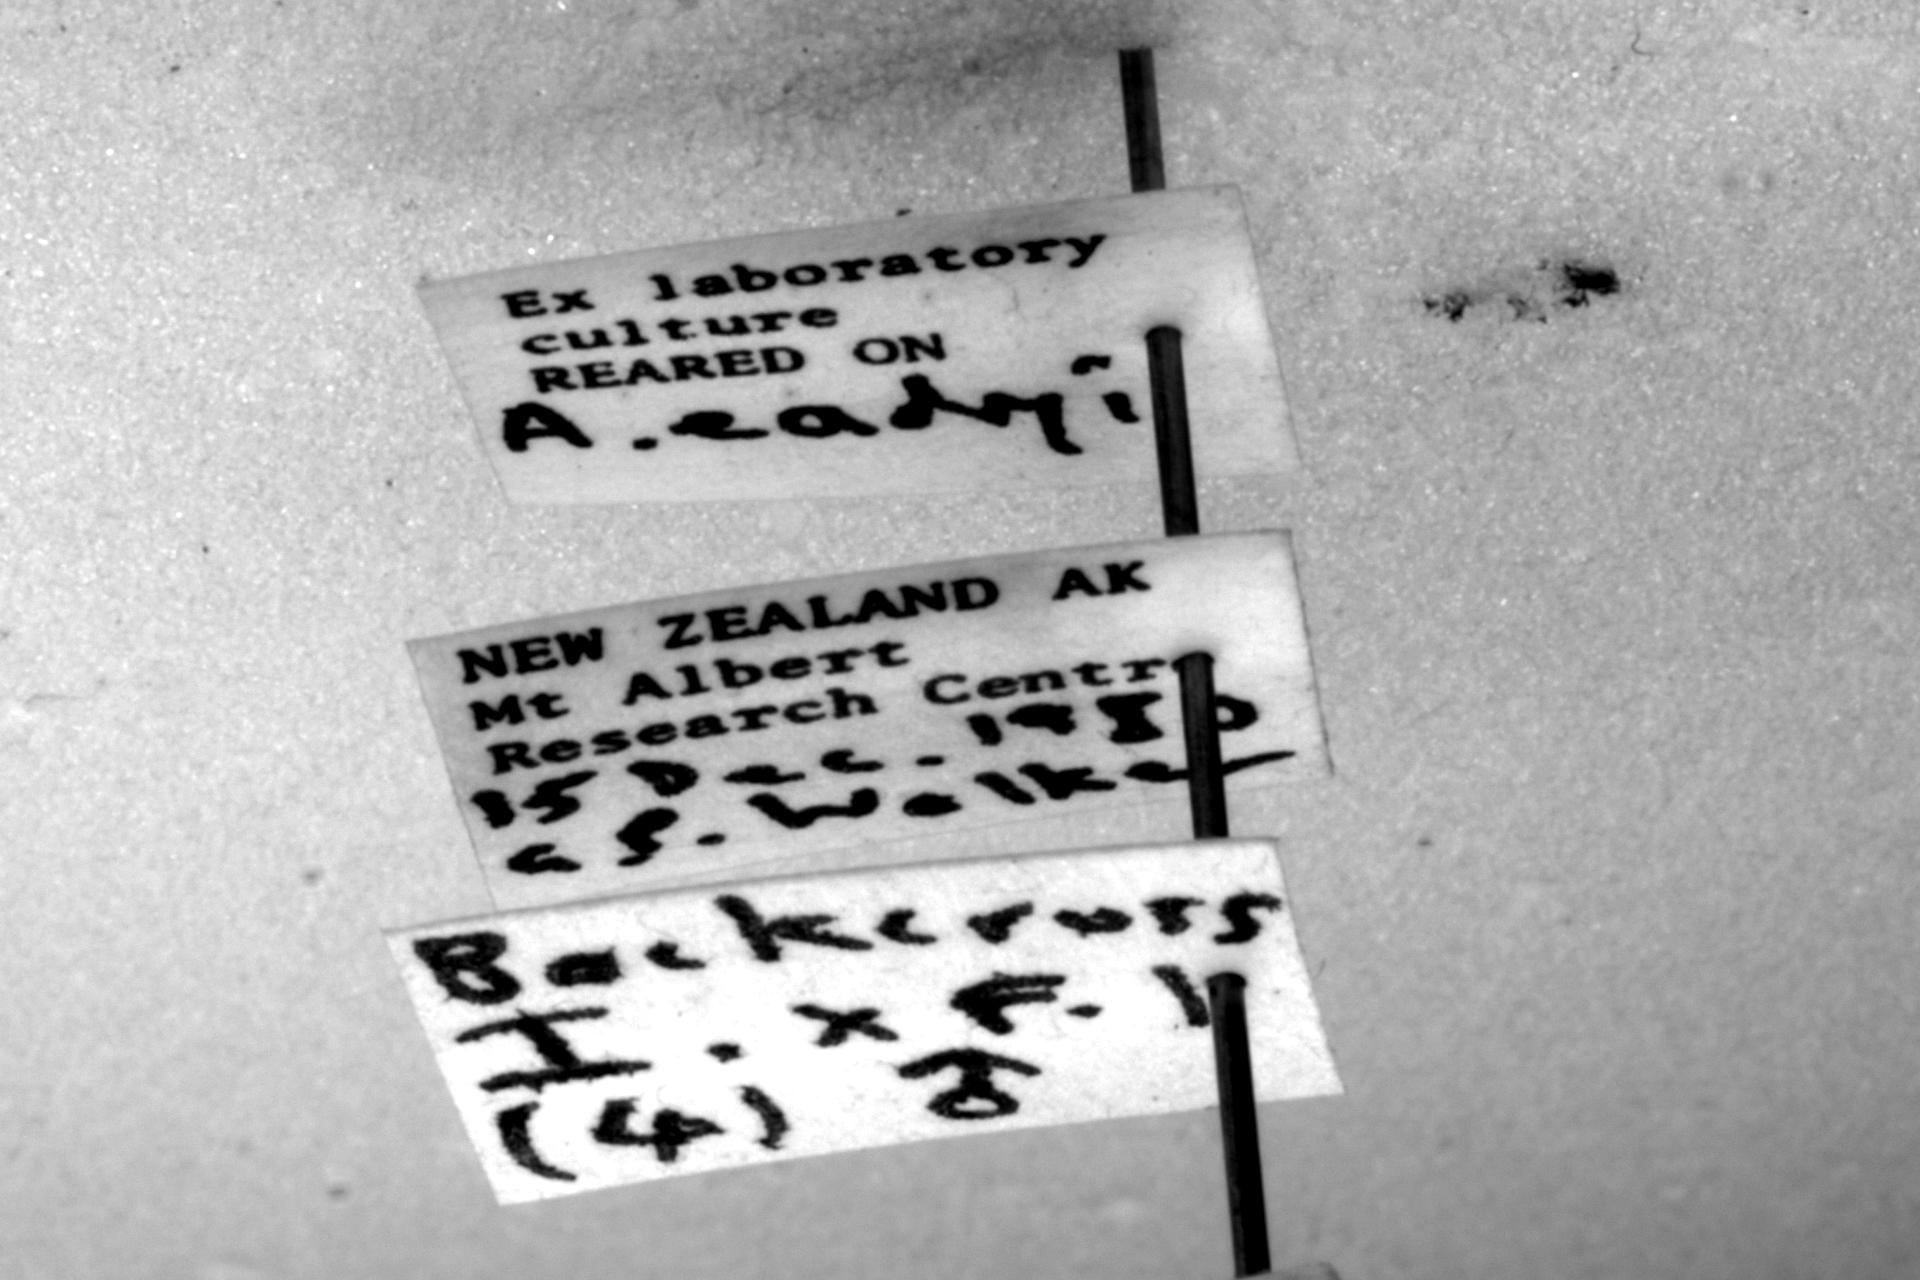 Ex laboratory
culture
REARED ON
A. eadyi
NEW ZEALAND AK
Mt Albert
Research Centre
15 Dec. 1980
G S. Walker
Backcross
I. x F. 1
(4) ♂